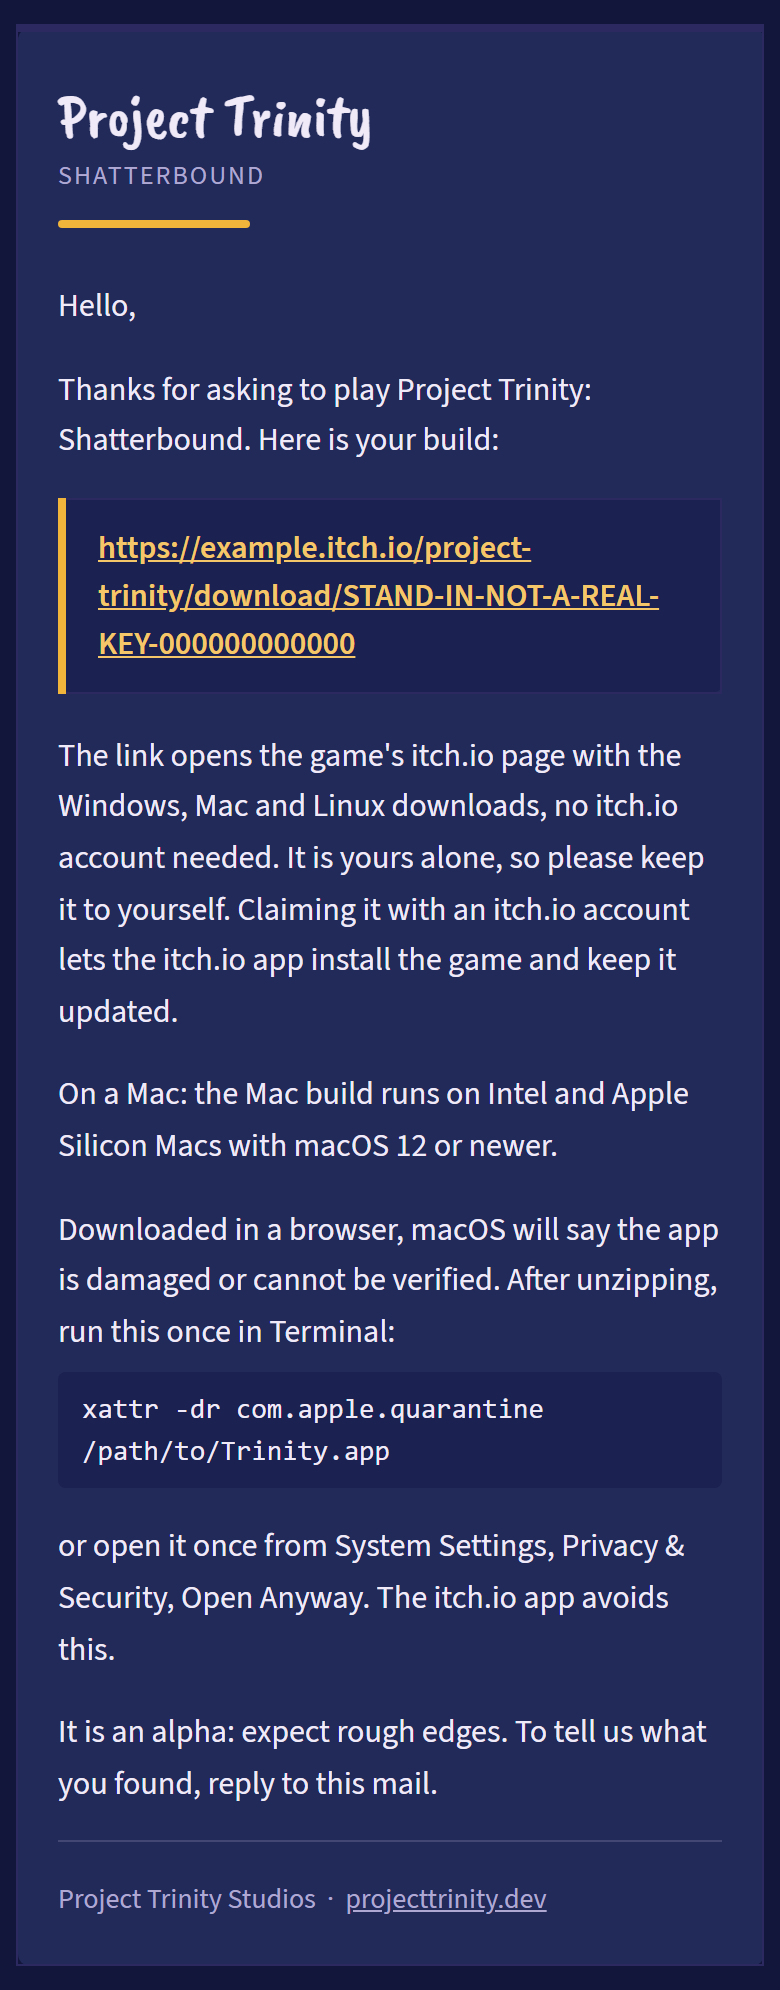 Project Trinity
SHATTERBOUND
Hello,
Thanks for asking to play Project Trinity:
Shatterbound. Here is your build:
https://example.itch.io/project-
trinity/download/STAND-IN-NOT-A-REAL-
KEY-000000000000
The link opens the game's itch.io page with the
Windows, Mac and Linux downloads, no itch.io
account needed. It is yours alone, so please keep
it to yourself. Claiming it with an itch.io account
lets the itch.io app install the game and keep it
updated.
On a Mac: the Mac build runs on Intel and Apple
Silicon Macs with macOS 12 or newer.
Downloaded in a browser, macOS will say the app
is damaged or cannot be verified. After unzipping,
run this once in Terminal:
xattr -dr com.apple.quarantine
/path/to/Trinity.app
or open it once from System Settings, Privacy &
Security, Open Anyway. The itch.io app avoids
this.
It is an alpha: expect rough edges. To tell us what
you found, reply to this mail.
Project Trinity Studios · projecttrinity.dev